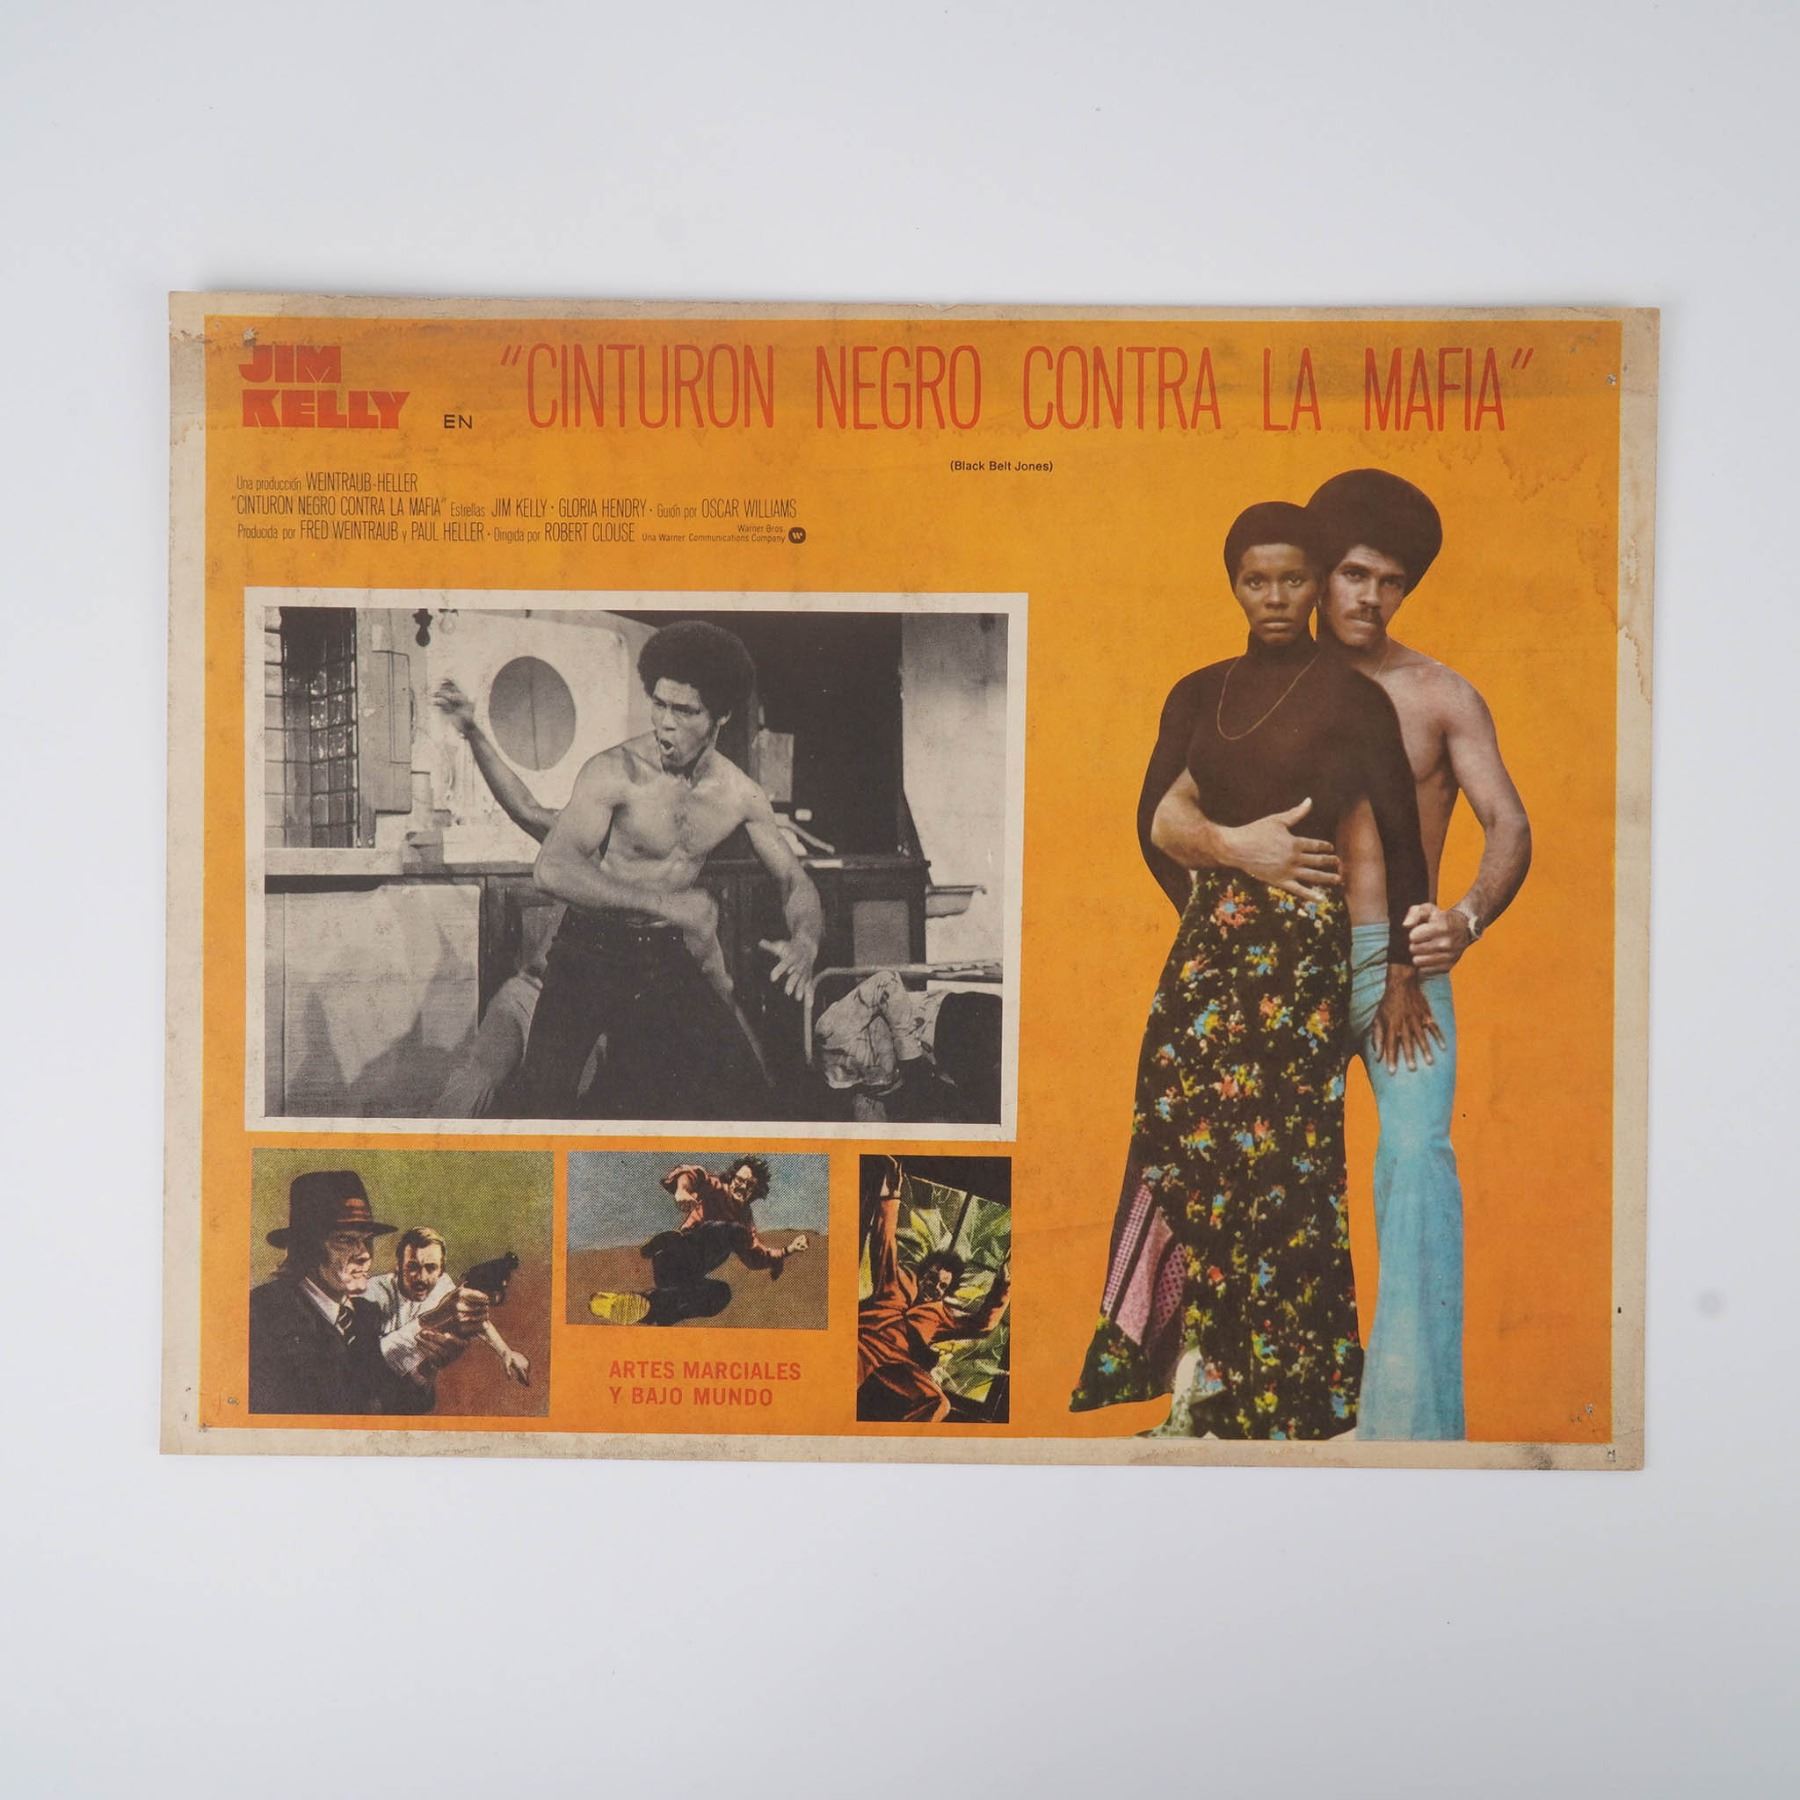 JIM
KELLY
EN
"CINTURON NEGRO CONTRA LA MAFIA"
(Black Belt Jones)
Una producción WEINTRAUB-HELLER
"CINTURON NEGRO CONTRA LA MAFIA" Estrellas JIM KELLY · GLORIA HENDRY · Guión por OSCAR WILLIAMS
Producida por FRED WEINTRAUB y PAUL HELLER · Dirigida por ROBERT CLOUSE
Warner Bros.
Una Warner Communications Company
ARTES MARCIALES
Y BAJO MUNDO